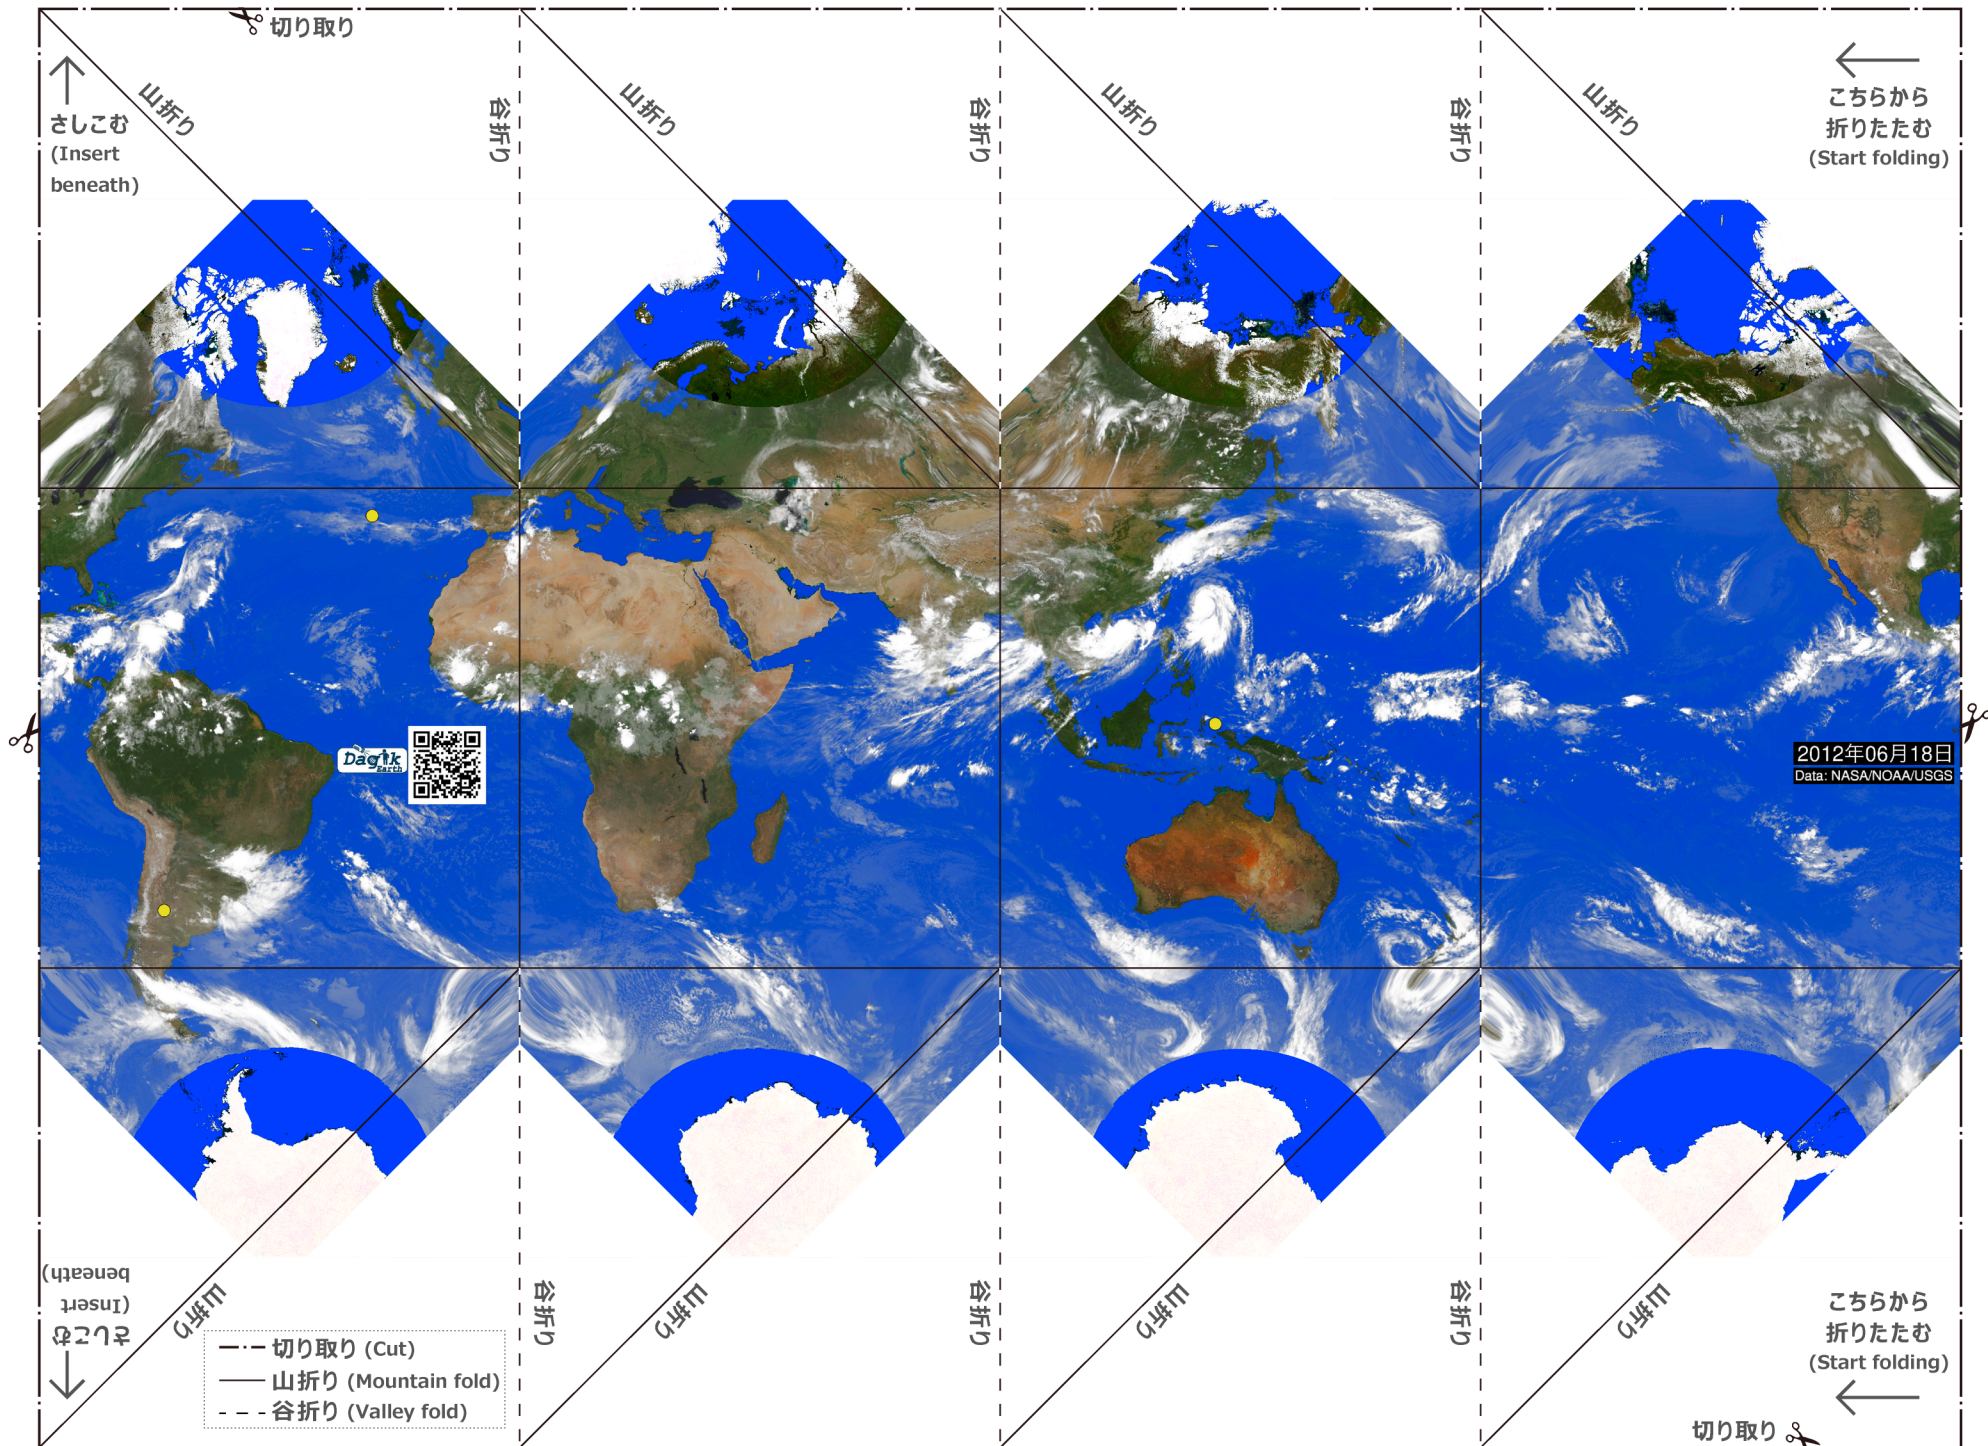 切り取り
さしこむ
(Insert
beneath)
山折り
谷折り
山折り
谷折り
山折り
谷折り
山折り
こちらから
折りたたむ
(Start folding)
Dagik
Earth
2012年06月18日
Data: NASA/NOAA/USGS
さしこむ
(Insert
beneath)
山折り
谷折り
山折り
谷折り
山折り
谷折り
山折り
こちらから
折りたたむ
(Start folding)
切り取り (Cut)
山折り (Mountain fold)
谷折り (Valley fold)
切り取り